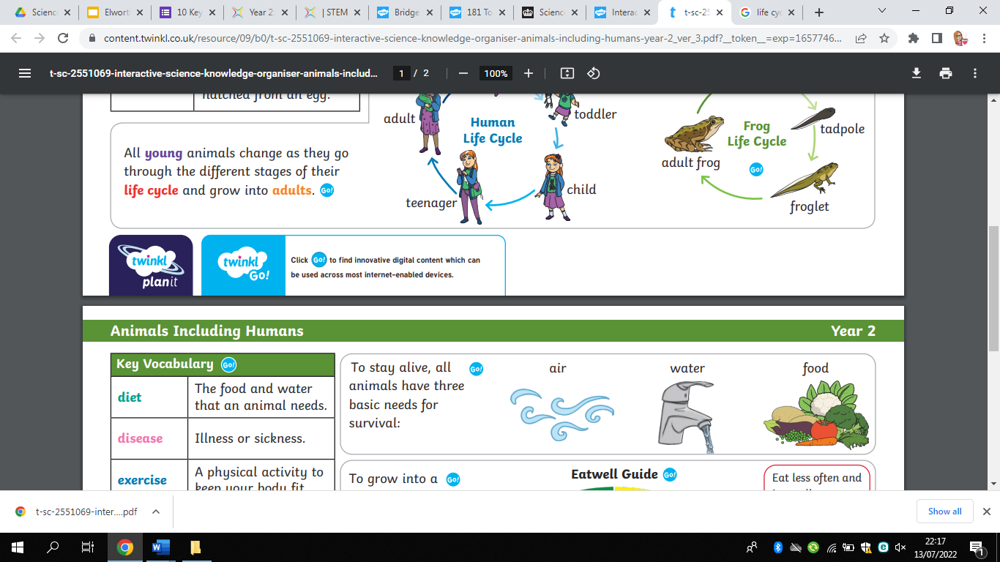 Science
Elwort
10 Key
Year 2
| STEM
Bridge
181 To
Science
Interac
t-sc-25
life cyc
content.twinkl.co.uk/resource/09/b0/t-sc-2551069-interactive-science-knowledge-organiser-animals-including-humans-year-2_ver_3.pdf?__token__=exp=1657746...
t-sc-2551069-interactive-science-knowledge-organiser-animals-includ...
1 / 2
100%
hatched from an egg.
All young animals change as they go
through the different stages of their
life cycle and grow into adults. GO!
adult
toddler
Human
Life Cycle
child
teenager
Frog
Life Cycle
GO!
tadpole
adult frog
froglet
twinkl
planit
twinkl
Go!
Click GO! to find innovative digital content which can
be used across most internet-enabled devices.
Animals Including Humans
Year 2
Key Vocabulary GO!
diet
The food and water
that an animal needs.
disease
Illness or sickness.
exercise
A physical activity to
keep your body fit
To stay alive, all GO!
animals have three
basic needs for
survival:
air
water
food
To grow into a GO!
Eatwell Guide GO!
Eat less often and
t-sc-2551069-inter....pdf
Show all
22:17
13/07/2022
1